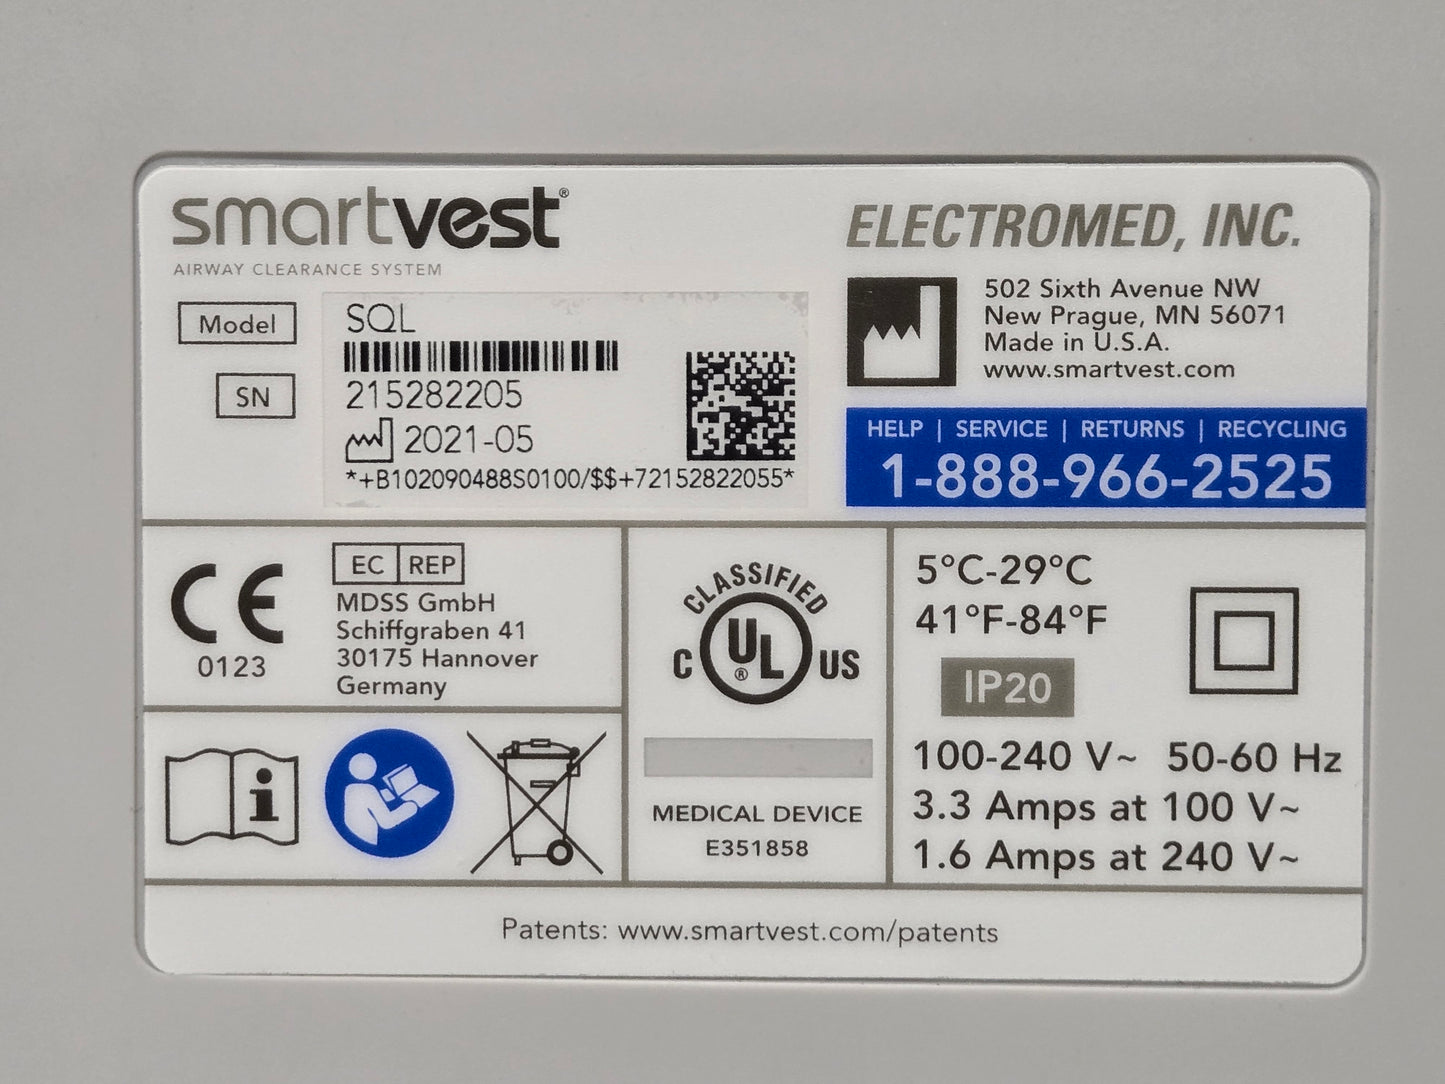 smartvest®
AIRWAY CLEARANCE SYSTEM
Model
SQL
SN
215282205
2021-05
*+B102090488S0100/$$+72152822055*
ELECTROMED, INC.
502 Sixth Avenue NW
New Prague, MN 56071
Made in U.S.A.
www.smartvest.com
HELP | SERVICE | RETURNS | RECYCLING
1-888-966-2525
CE
0123
EC REP
MDSS GmbH
Schiffgraben 41
30175 Hannover
Germany
i
CLASSIFIED
C UL® US
MEDICAL DEVICE
E351858
5°C-29°C
41°F-84°F
IP20
100-240 V~ 50-60 Hz
3.3 Amps at 100 V~
1.6 Amps at 240 V~
Patents: www.smartvest.com/patents